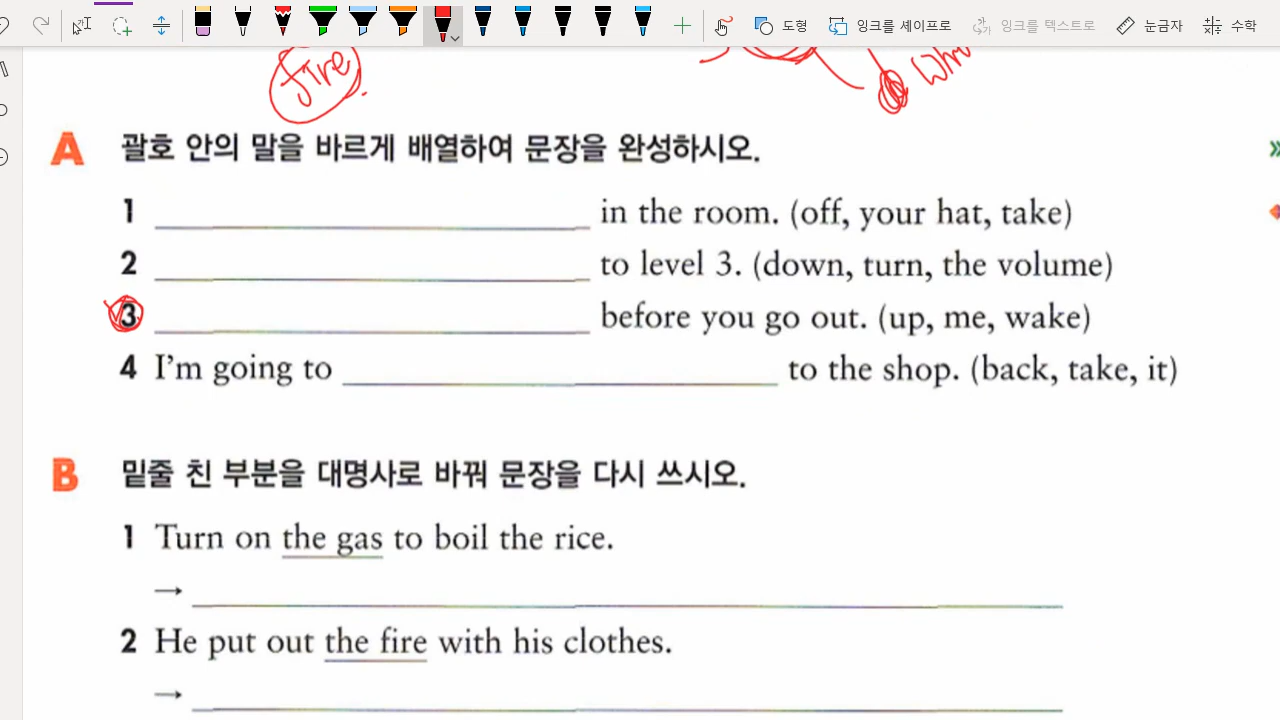 도형 잉크를 셰이프로 잉크를 텍스트로 눈금자 수학
fire
A 괄호 안의 말을 바르게 배열하여 문장을 완성하시오.
1 ______ in the room. (off, your hat, take)
2 ______ to level 3. (down, turn, the volume)
3 ______ before you go out. (up, me, wake)
4 I'm going to ______ to the shop. (back, take, it)
B 밑줄 친 부분을 대명사로 바꿔 문장을 다시 쓰시오.
1 Turn on the gas to boil the rice.
→ ______
2 He put out the fire with his clothes.
→ ______